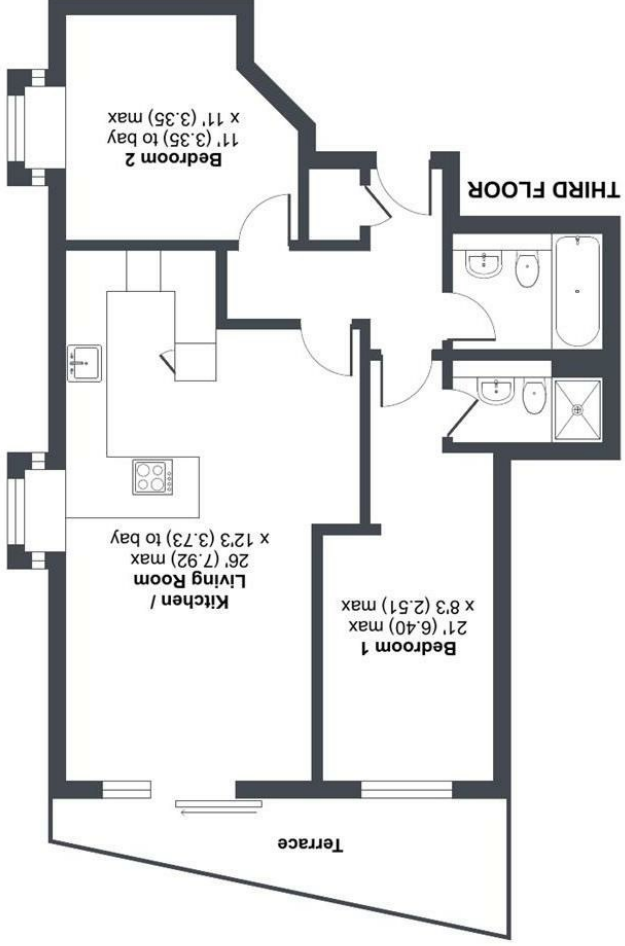 Terrace
Bedroom 1
21' (6.40) max
x 8'3 (2.51) max
Kitchen /
Living Room
26' (7.92) max
x 12'3 (3.73) to bay
THIRD FLOOR
Bedroom 2
11' (3.35) to bay
x 11' (3.35) max